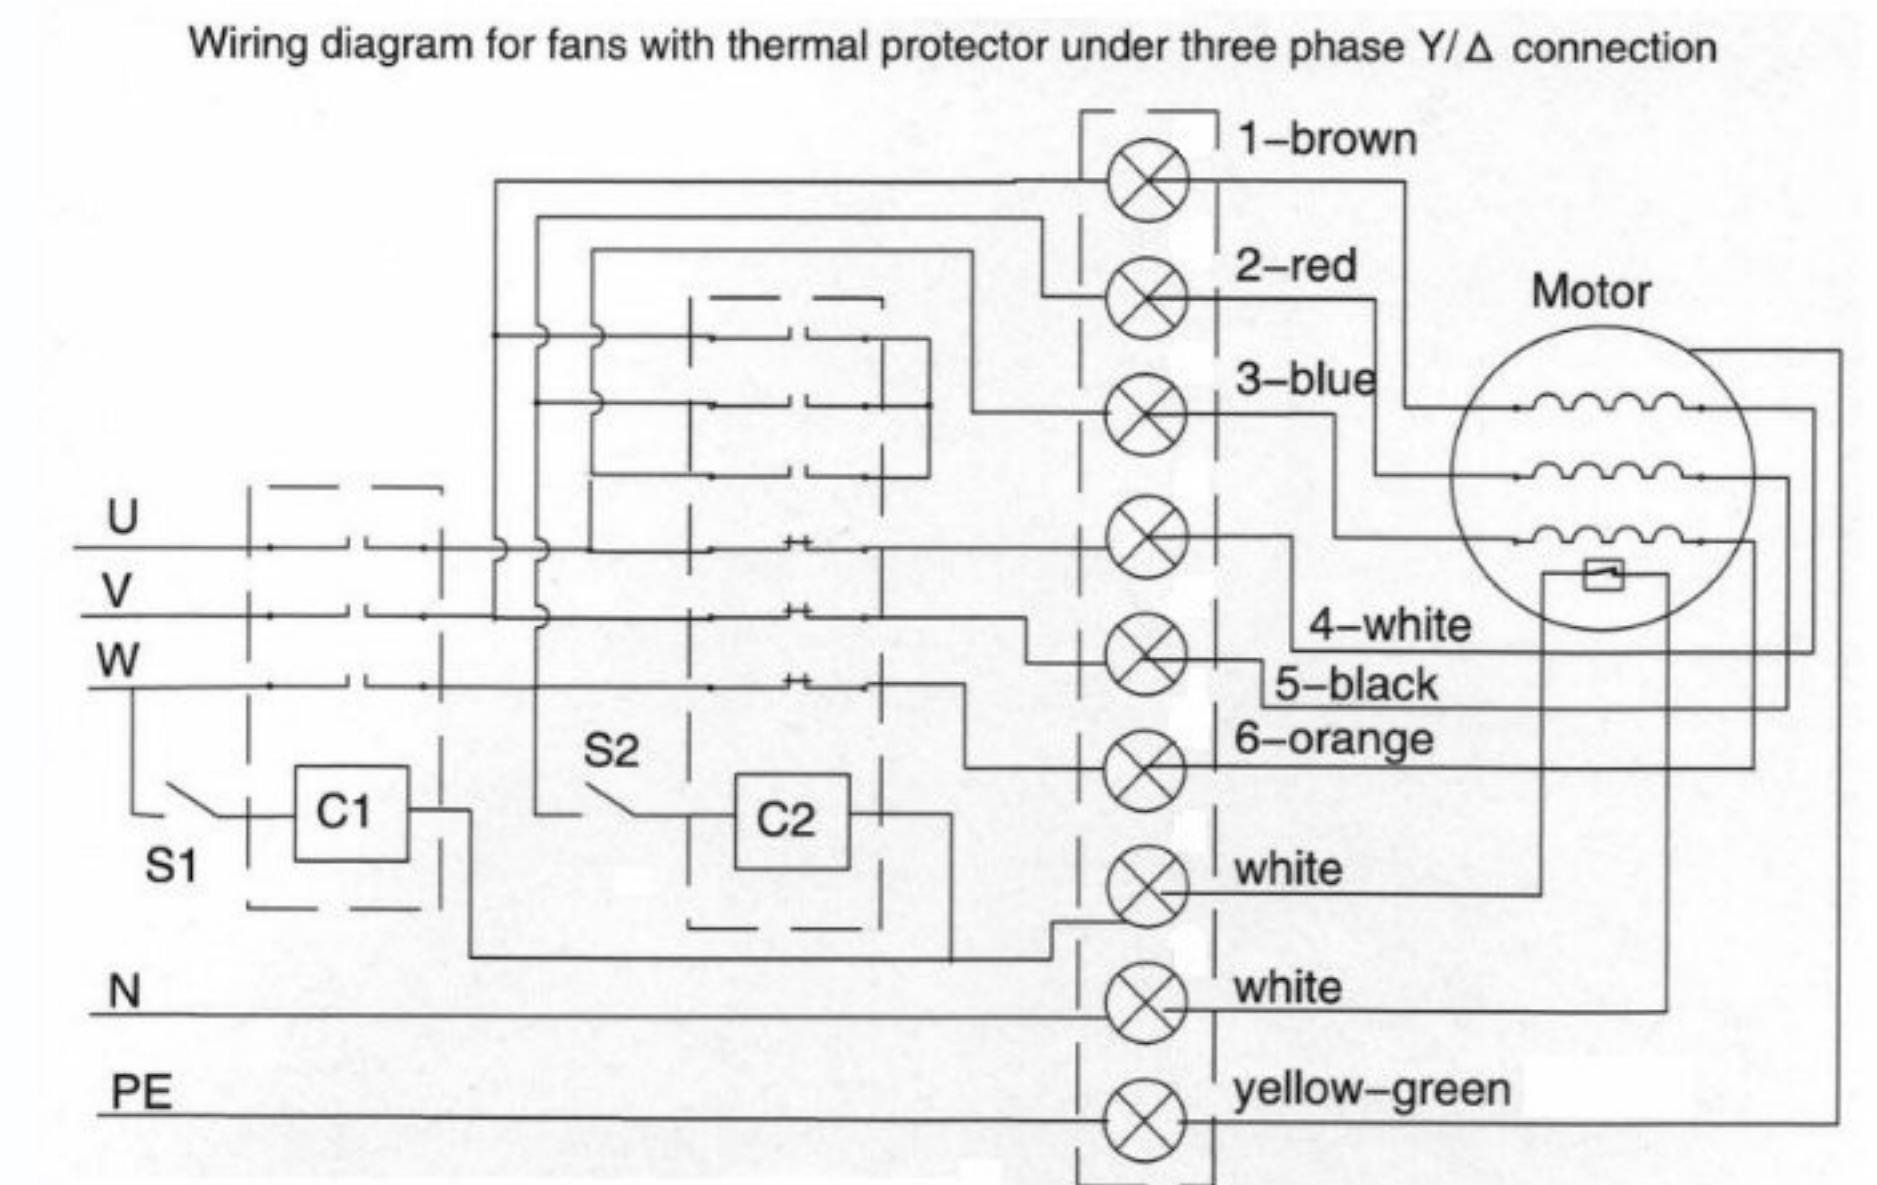 Wiring diagram for fans with thermal protector under three phase Y/Δ connection
1–brown
2–red
Motor
3–blue
U
V
4–white
W
5–black
6–orange
S2
C1
C2
S1
white
N
white
PE
yellow–green